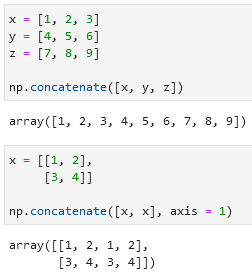 x = [1, 2, 3]
y = [4, 5, 6]
z = [7, 8, 9]
np.concatenate([x, y, z])
array([1, 2, 3, 4, 5, 6, 7, 8, 9])
x = [[1, 2],
     [3, 4]]
np.concatenate([x, x], axis = 1)
array([[1, 2, 1, 2],
       [3, 4, 3, 4]])